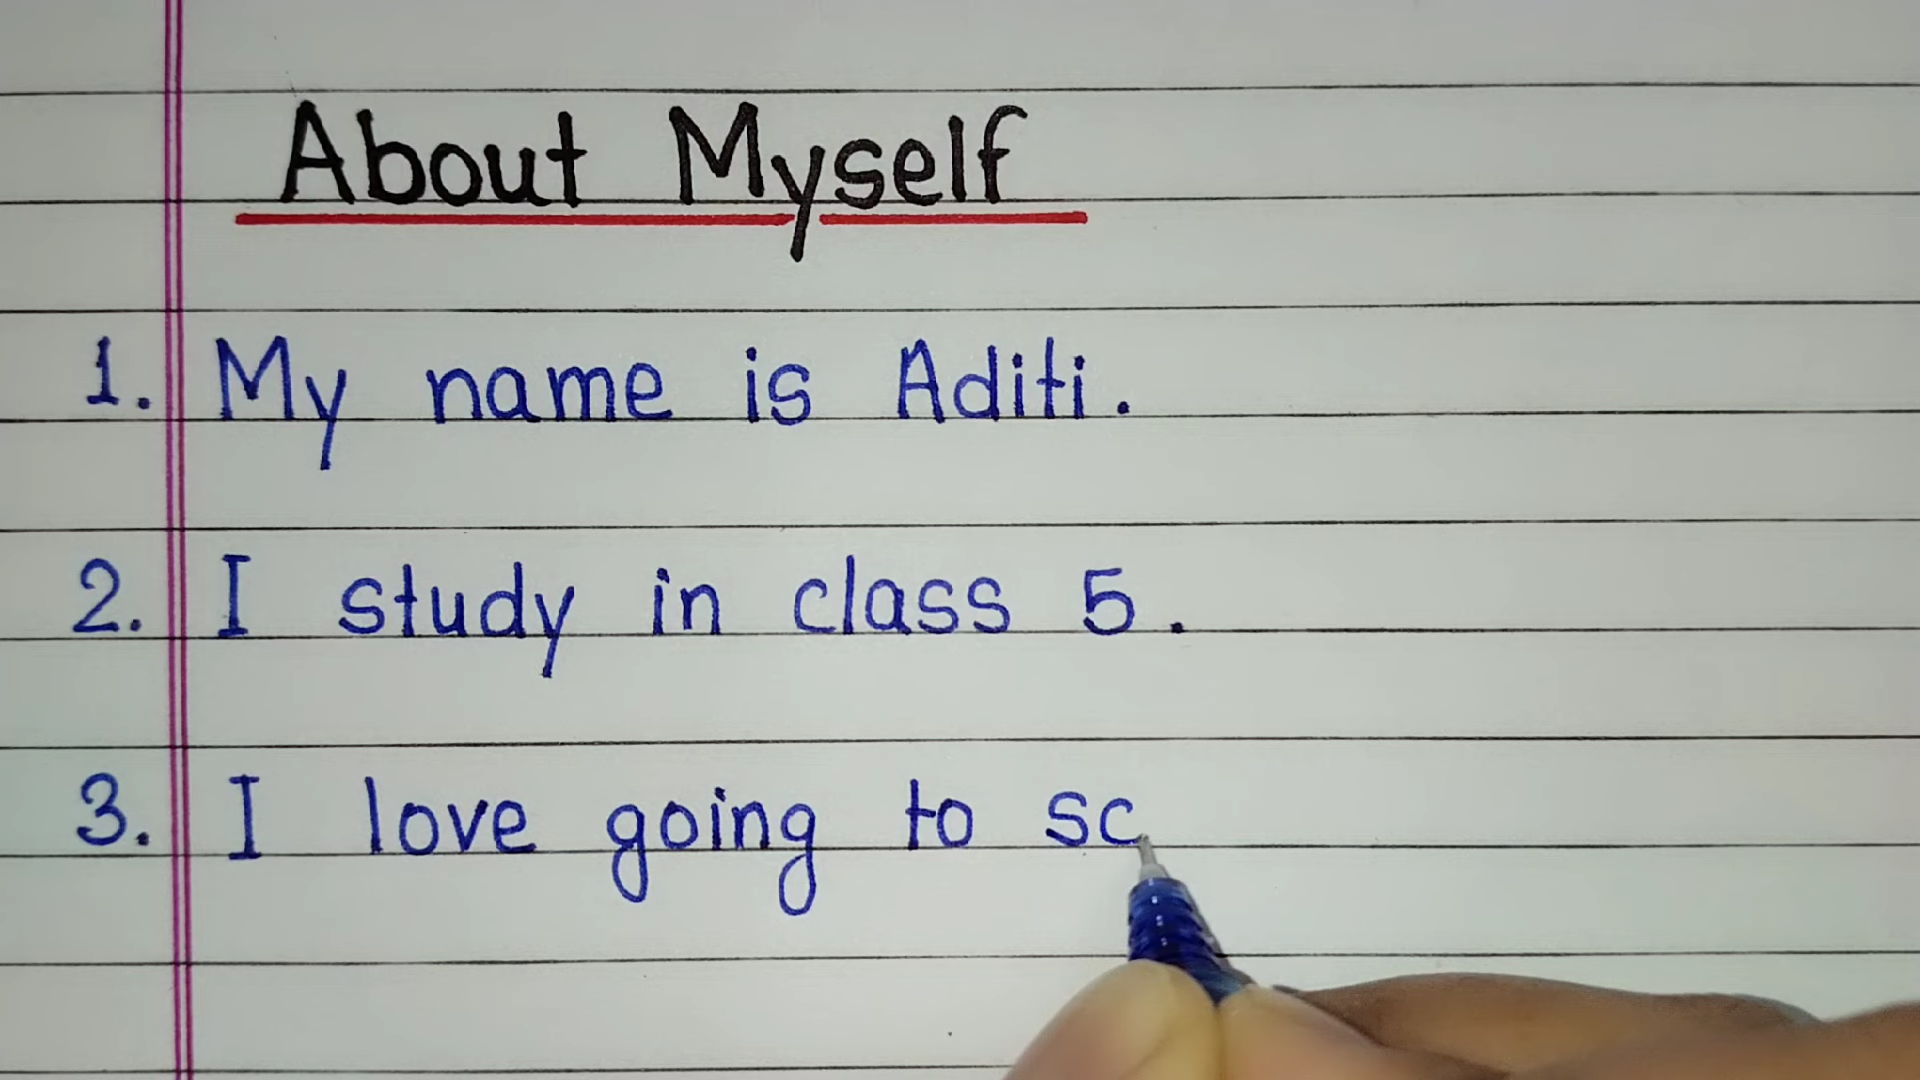 About Myself
1. My name is Aditi.
2. I study in class 5.
3. I love going to sc